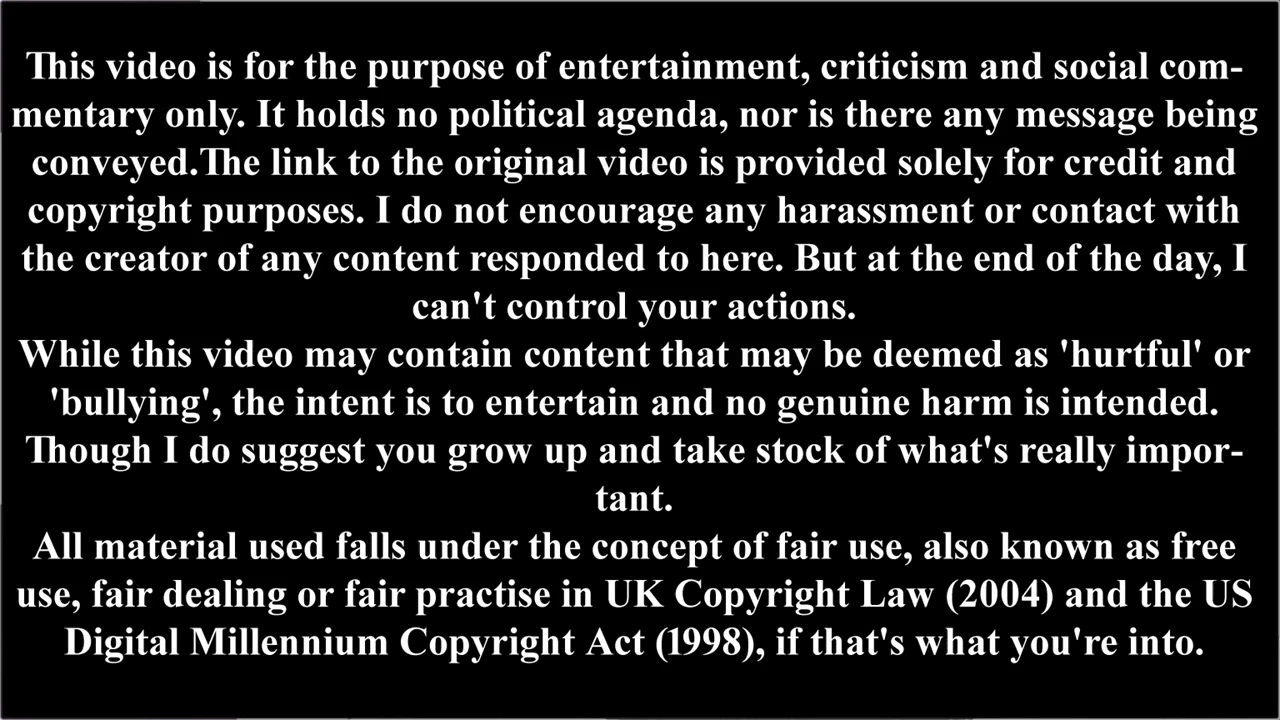 This video is for the purpose of entertainment, criticism and social com-
mentary only. It holds no political agenda, nor is there any message being
conveyed.The link to the original video is provided solely for credit and
copyright purposes. I do not encourage any harassment or contact with
the creator of any content responded to here. But at the end of the day, I
can't control your actions.
While this video may contain content that may be deemed as 'hurtful' or
'bullying', the intent is to entertain and no genuine harm is intended.
Though I do suggest you grow up and take stock of what's really impor-
tant.
All material used falls under the concept of fair use, also known as free
use, fair dealing or fair practise in UK Copyright Law (2004) and the US
Digital Millennium Copyright Act (1998), if that's what you're into.